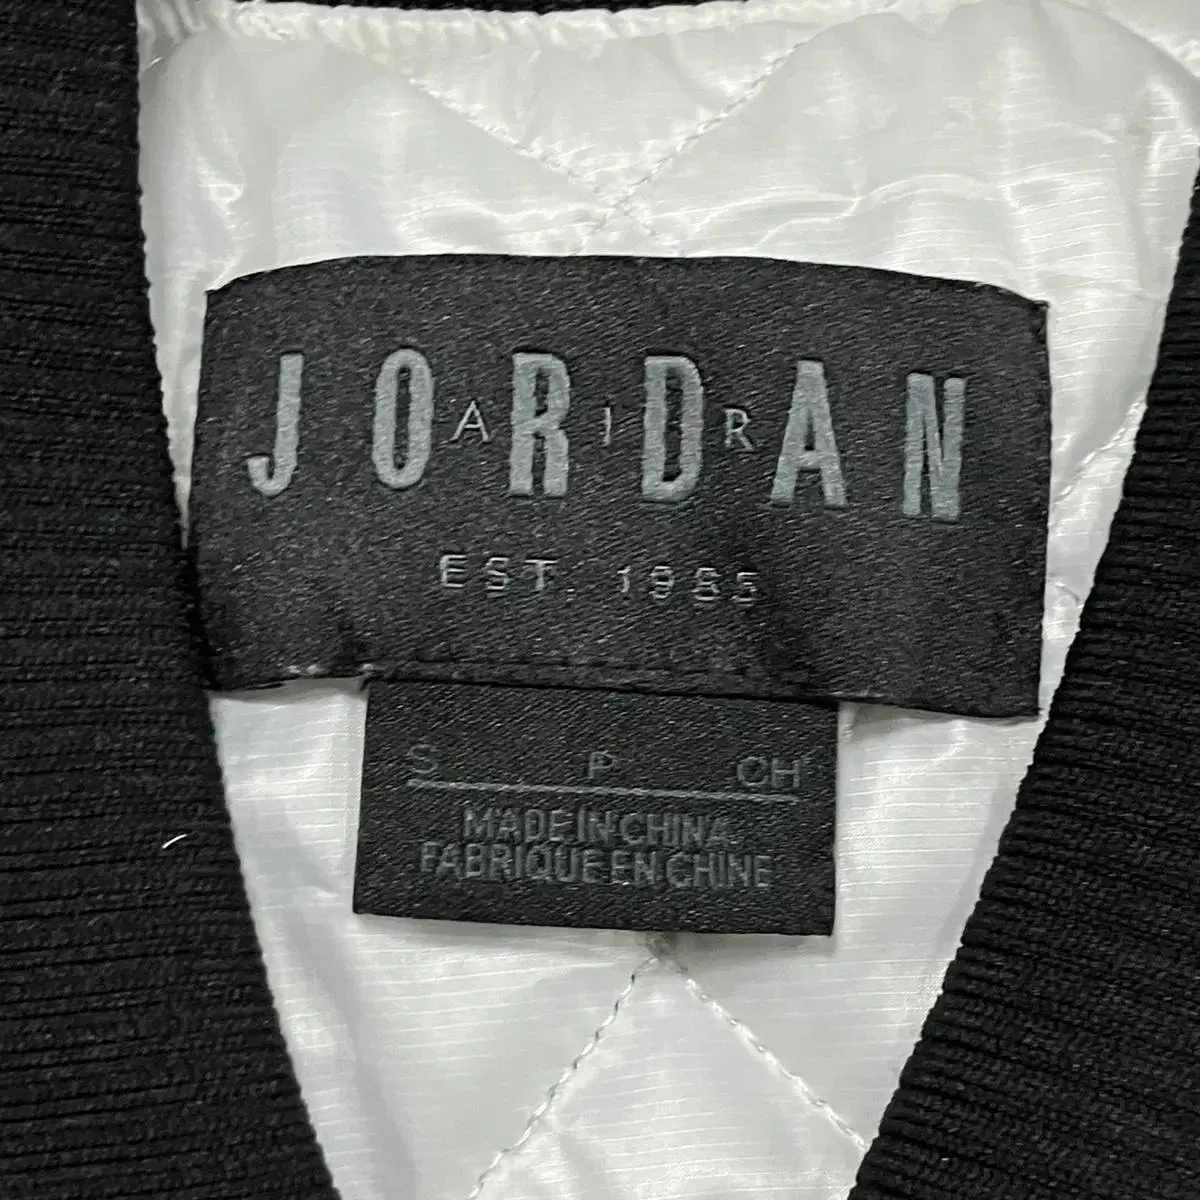 JORDAN
AIR
EST. 1985
S P CH
MADE IN CHINA
FABRIQUE EN CHINE